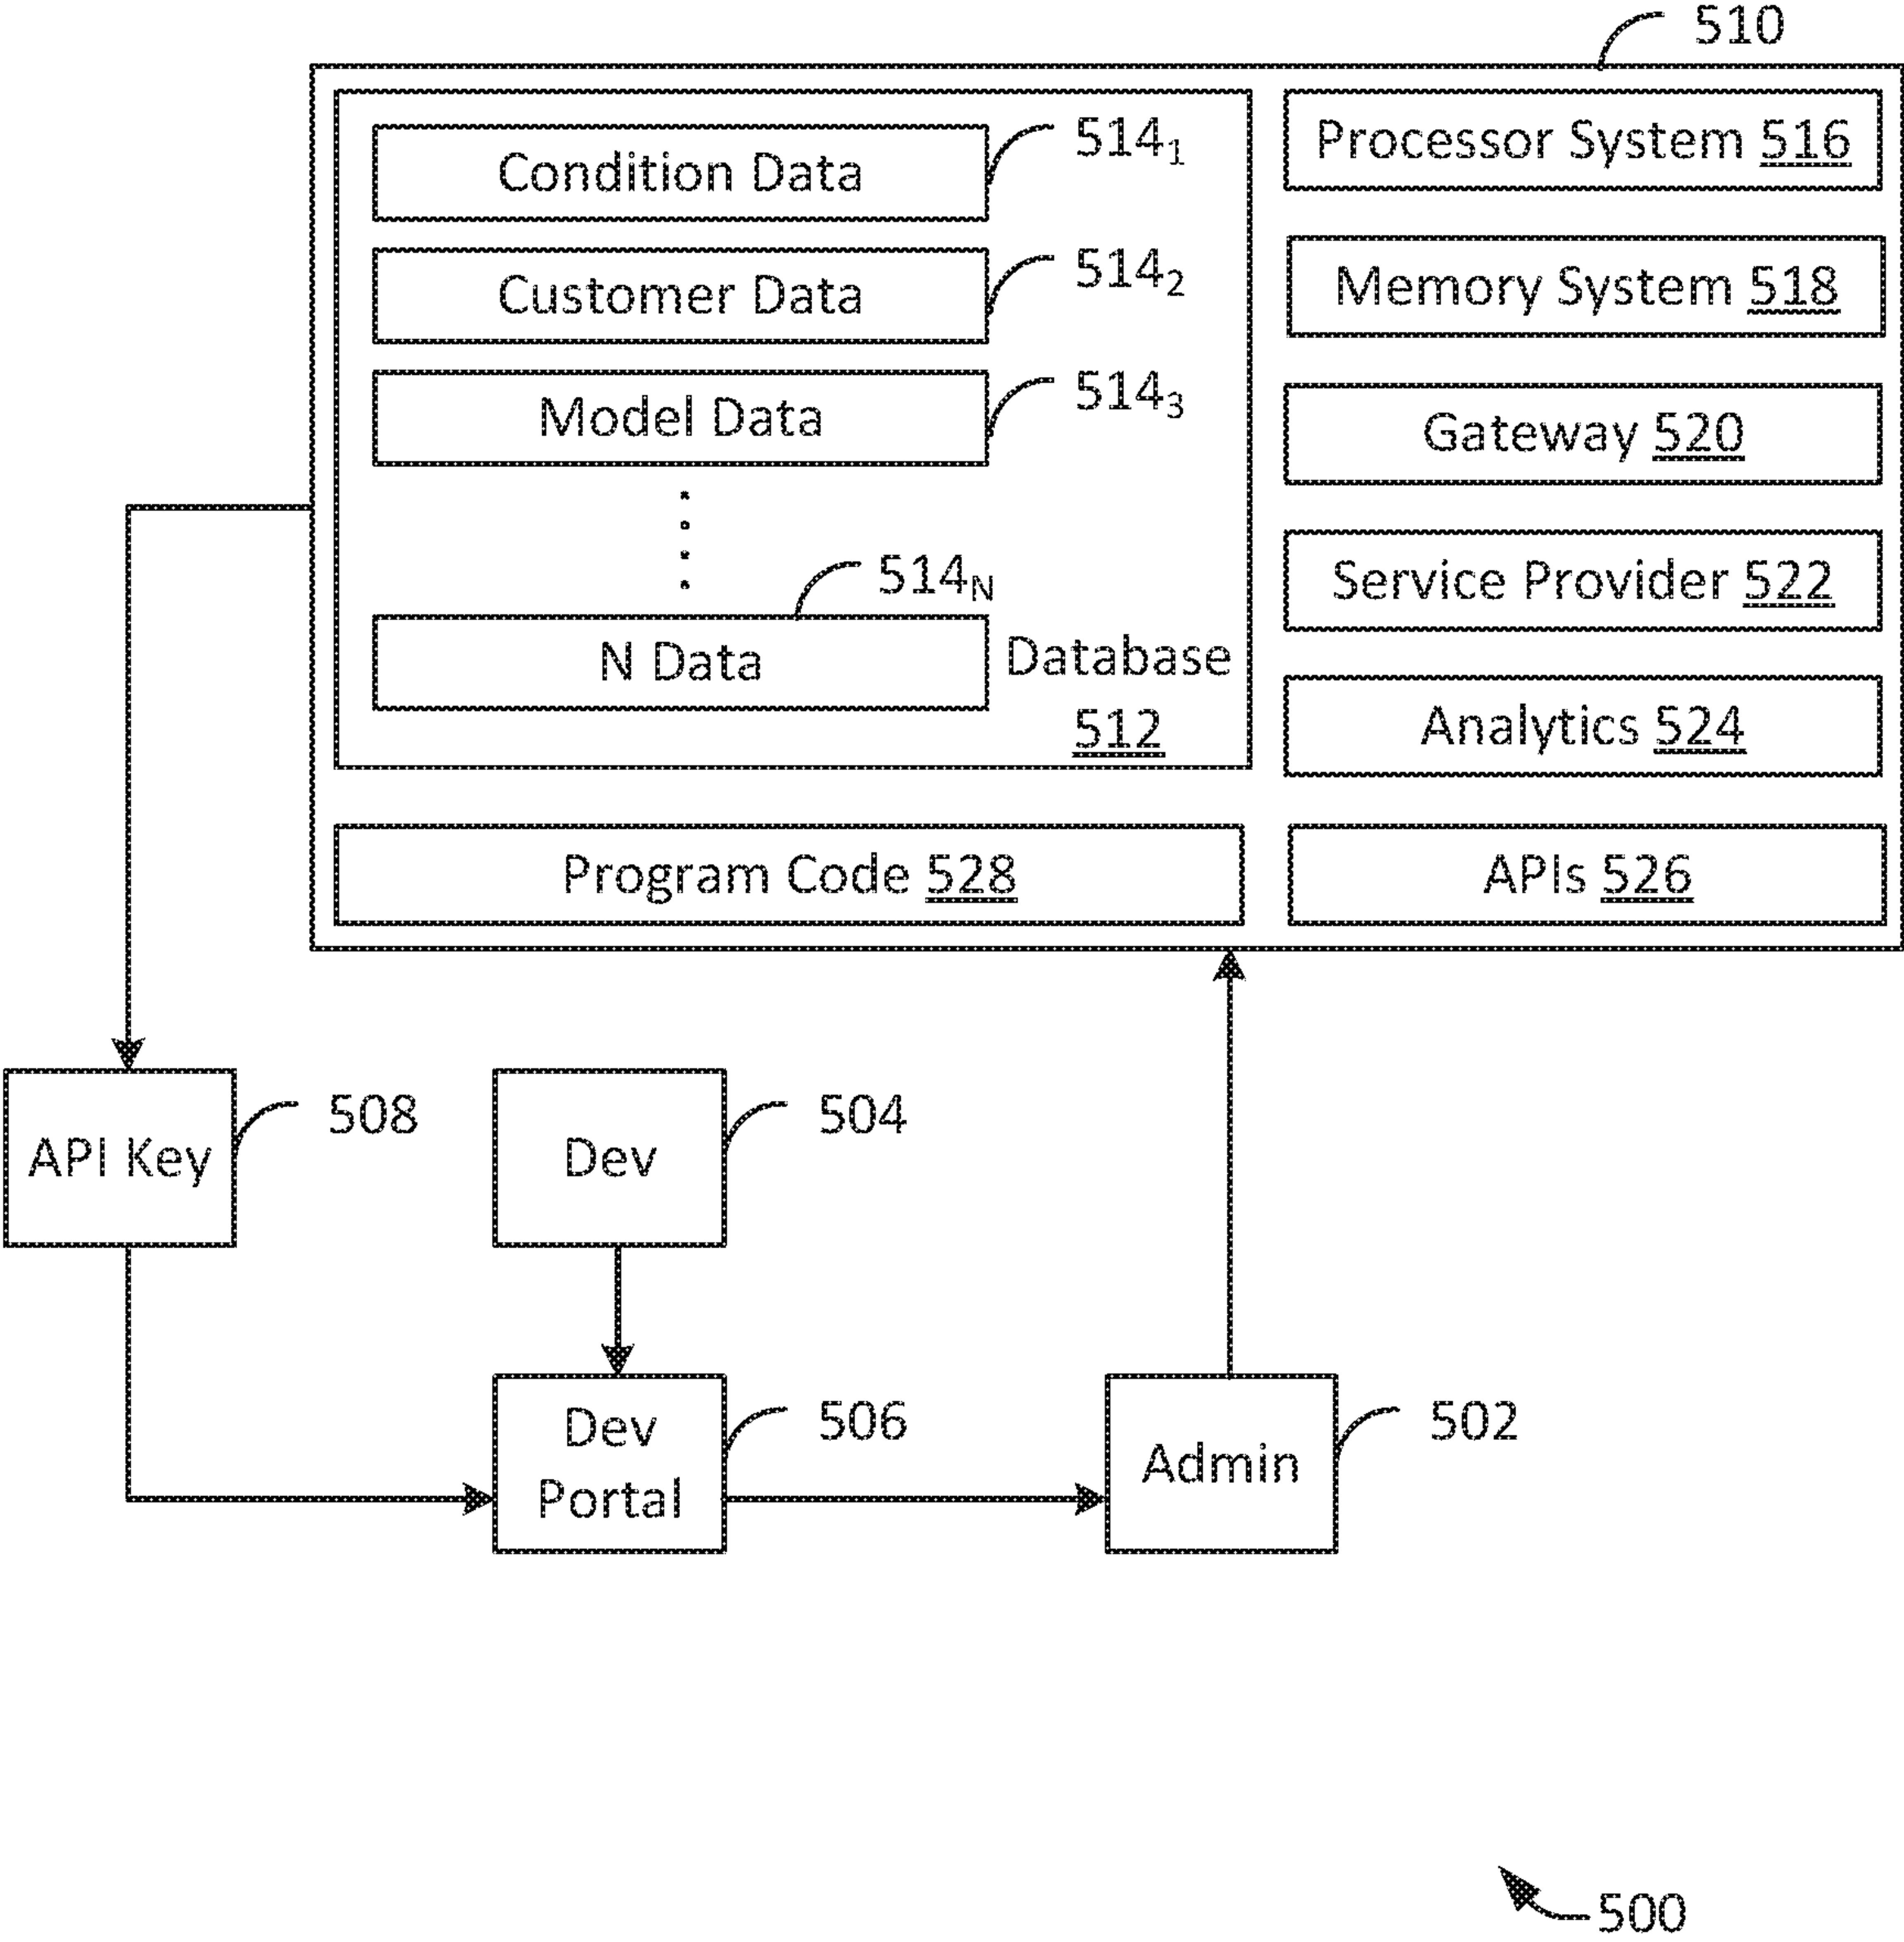 510
Condition Data
514₁
Customer Data
514₂
Model Data
514₃
514ɴ
N Data
Database
512
Processor System 516
Memory System 518
Gateway 520
Service Provider 522
Analytics 524
Program Code 528
APIs 526
API Key
508
Dev
504
Dev
Portal
506
Admin
502
500